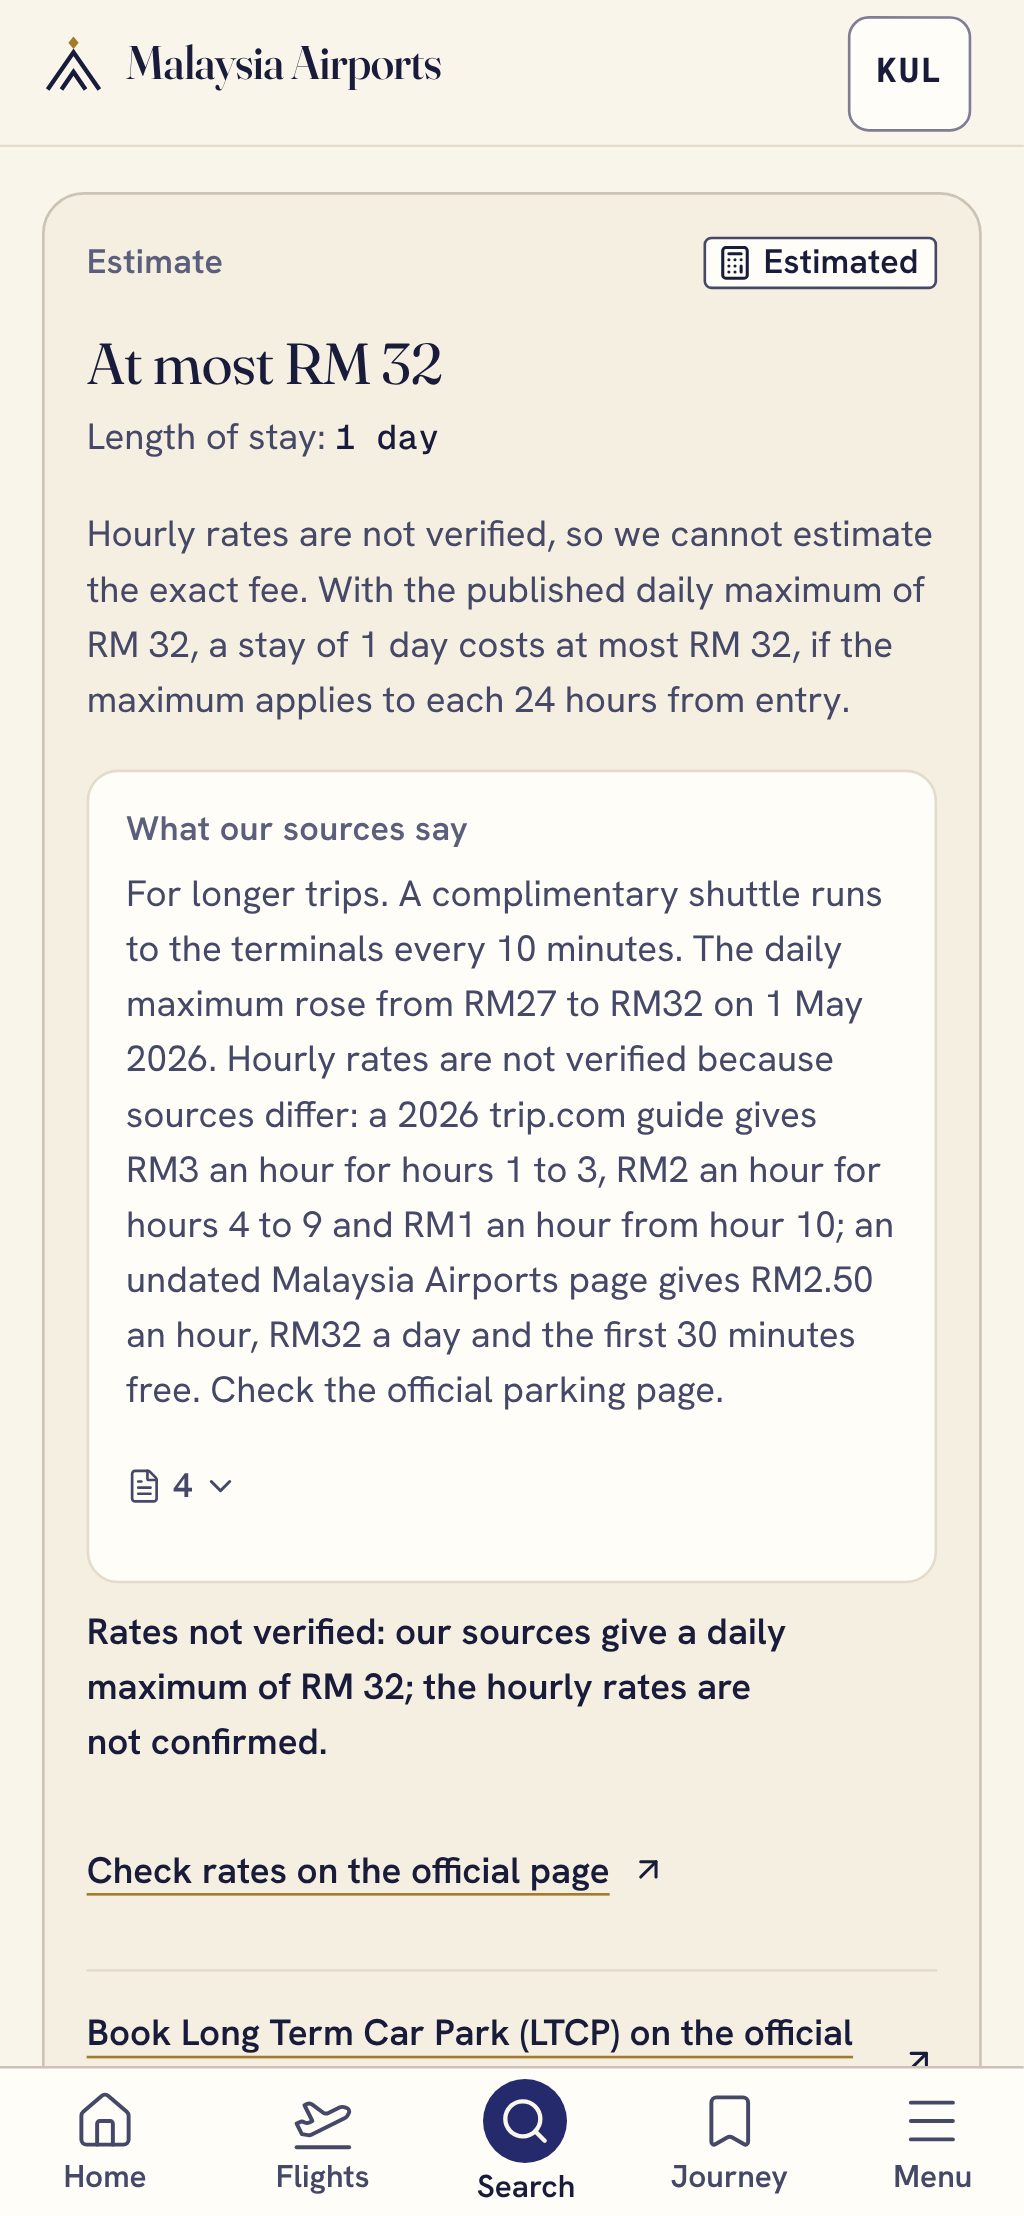 Malaysia Airports
KUL
Estimate
Estimated
At most RM 32
Length of stay: 1 day
Hourly rates are not verified, so we cannot estimate
the exact fee. With the published daily maximum of
RM 32, a stay of 1 day costs at most RM 32, if the
maximum applies to each 24 hours from entry.
What our sources say
For longer trips. A complimentary shuttle runs
to the terminals every 10 minutes. The daily
maximum rose from RM27 to RM32 on 1 May
2026. Hourly rates are not verified because
sources differ: a 2026 trip.com guide gives
RM3 an hour for hours 1 to 3, RM2 an hour for
hours 4 to 9 and RM1 an hour from hour 10; an
undated Malaysia Airports page gives RM2.50
an hour, RM32 a day and the first 30 minutes
free. Check the official parking page.
4
Rates not verified: our sources give a daily
maximum of RM 32; the hourly rates are
not confirmed.
Check rates on the official page
Book Long Term Car Park (LTCP) on the official
Home
Flights
Search
Journey
Menu